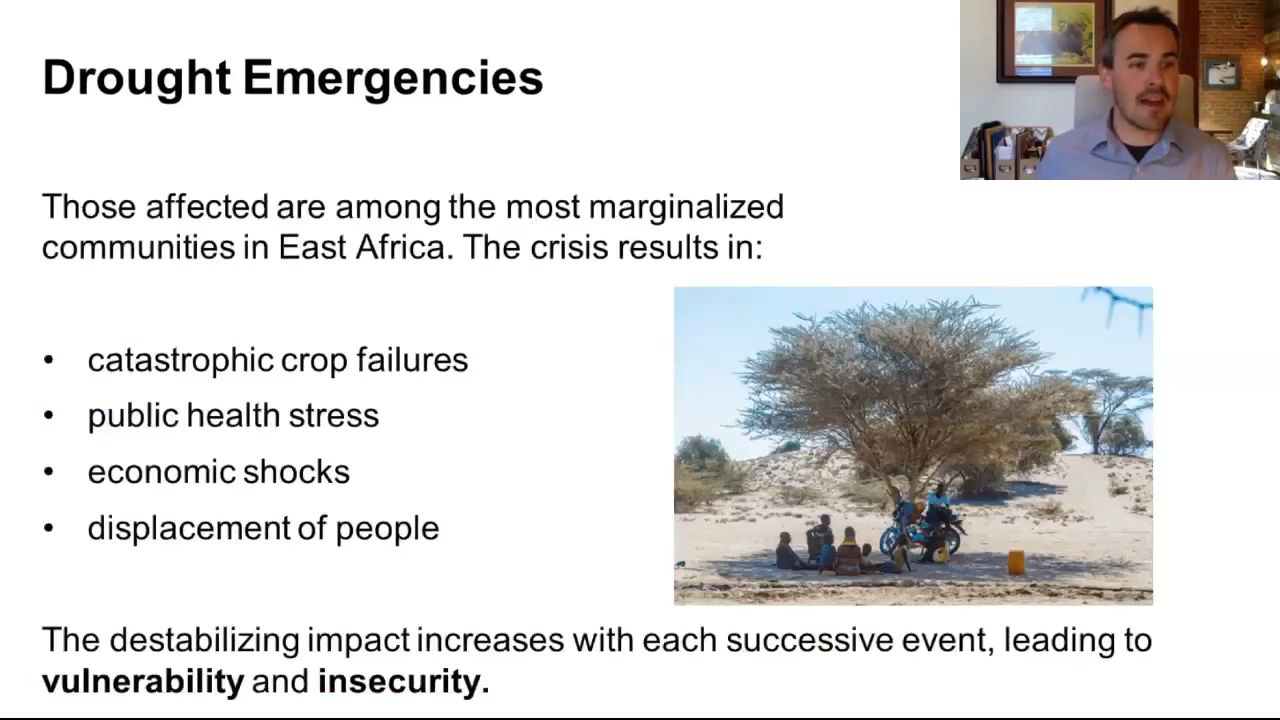 Drought Emergencies
Those affected are among the most marginalized
communities in East Africa. The crisis results in:
• catastrophic crop failures
• public health stress
• economic shocks
• displacement of people
The destabilizing impact increases with each successive event, leading to
vulnerability and insecurity.